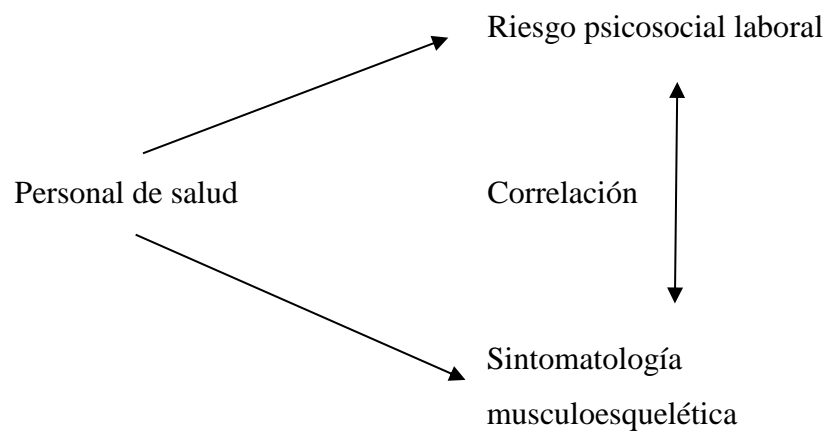 Riesgo psicosocial laboral
Personal de salud
Correlación
Sintomatología
musculoesquelética